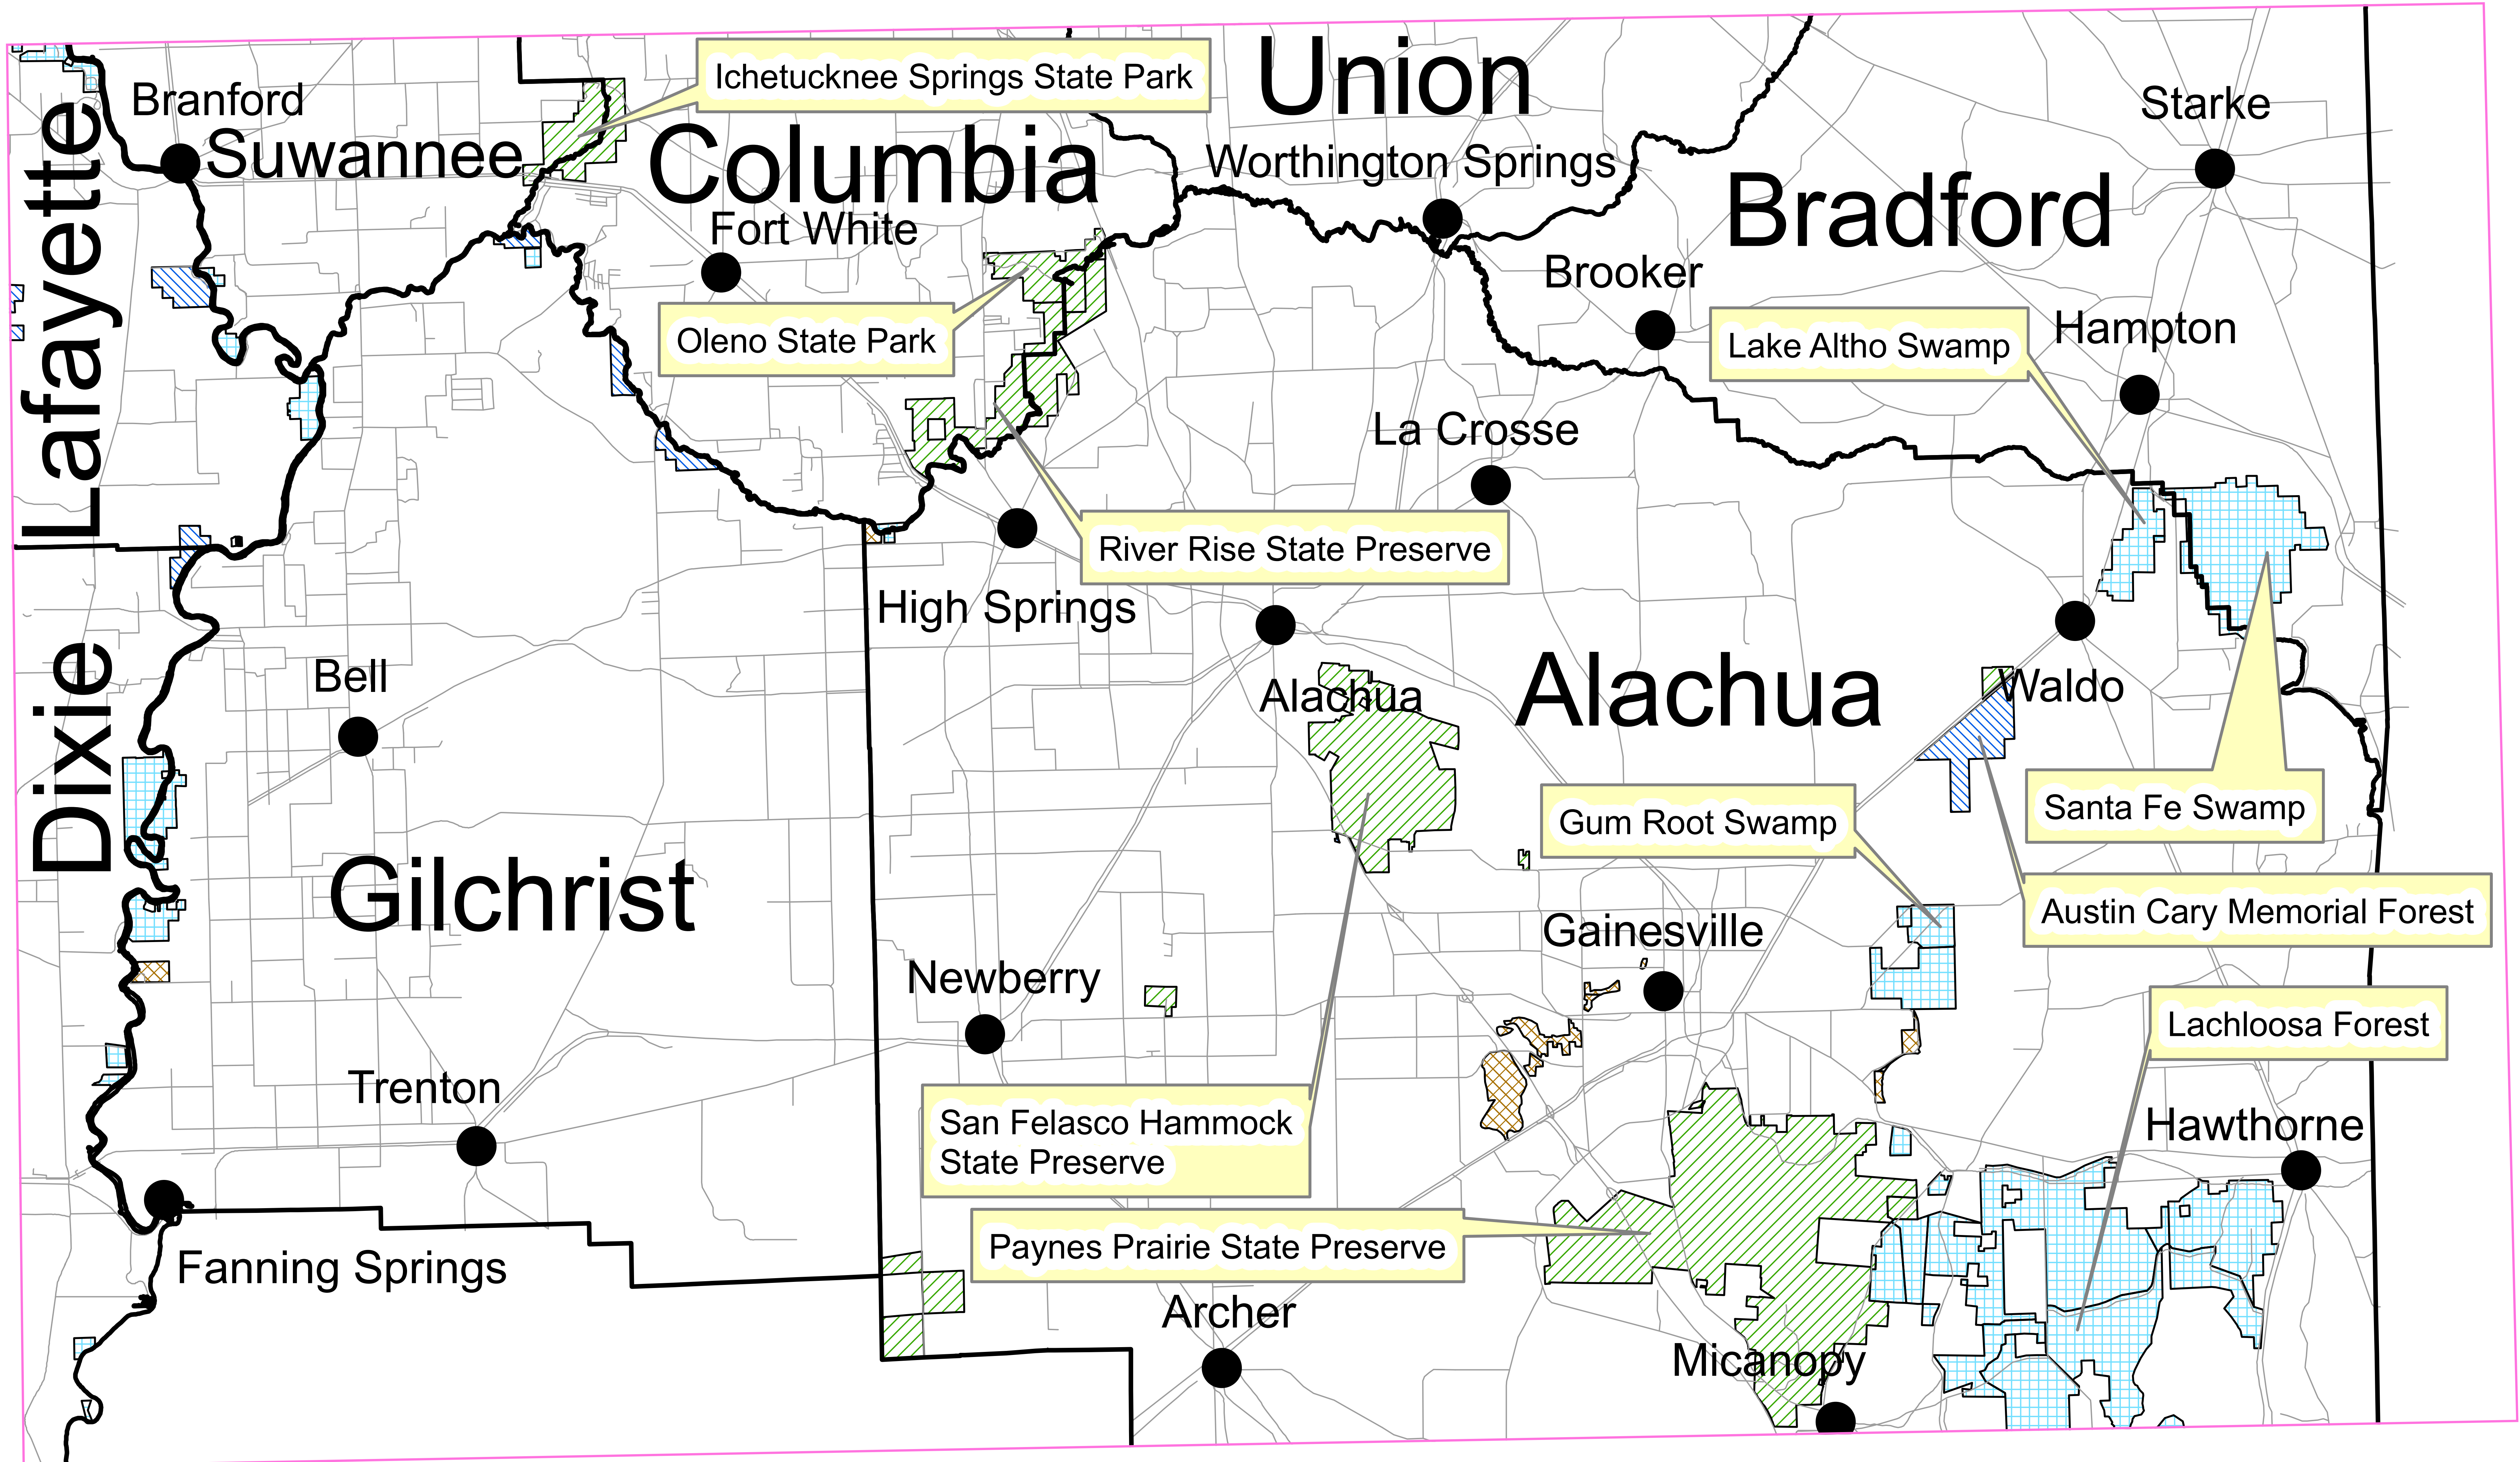 Ichetucknee Springs State Park
Union
Branford
Starke
Lafayette
Suwannee
Columbia
Worthington Springs
Bradford
Fort White
Brooker
Oleno State Park
Lake Altho Swamp
Hampton
La Crosse
River Rise State Preserve
High Springs
Dixie
Bell
Alachua
Alachua
Waldo
Gum Root Swamp
Santa Fe Swamp
Gilchrist
Austin Cary Memorial Forest
Gainesville
Newberry
Lachloosa Forest
Trenton
San Felasco Hammock
State Preserve
Hawthorne
Paynes Prairie State Preserve
Fanning Springs
Archer
Micanopy